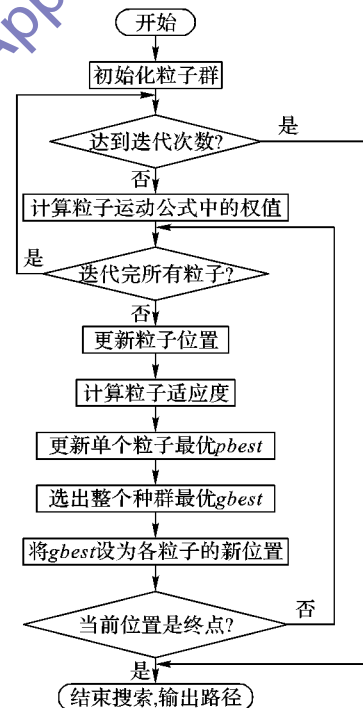 App
开始
初始化粒子群
达到迭代次数?
是
否
计算粒子运动公式中的权值
是
迭代完所有粒子?
否
更新粒子位置
计算粒子适应度
更新单个粒子最优pbest
选出整个种群最优gbest
将gbest设为各粒子的新位置
当前位置是终点?
否
是
结束搜索,输出路径